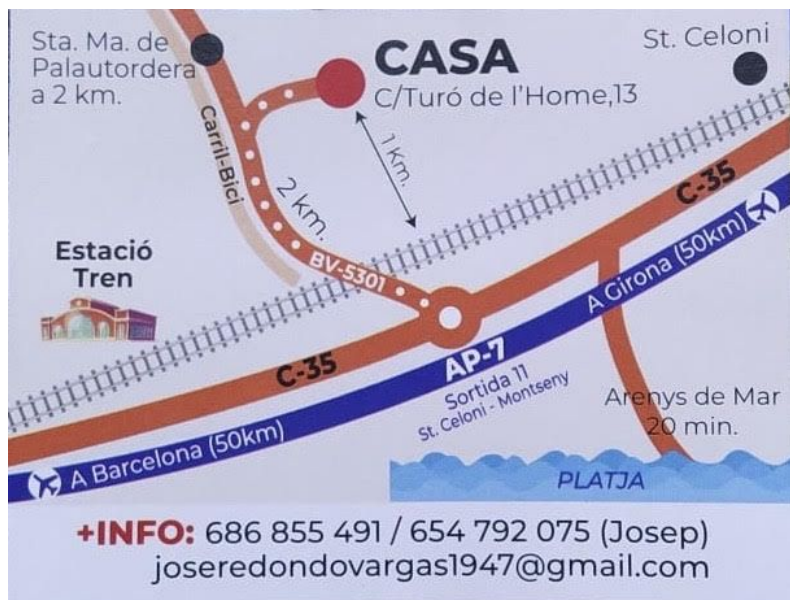 Sta. Ma. de
Palautordera
a 2 km.
CASA
C/Turó de l'Home,13
St. Celoni
Carril-Bici
1 km.
2 km.
BV-5301
C-35
Estació
Tren
C-35
AP-7
A Girona (50km)
Sortida 11
St. Celoni - Montseny
A Barcelona (50km)
Arenys de Mar
20 min.
PLATJA
+INFO: 686 855 491 / 654 792 075 (Josep)
joseredondovargas1947@gmail.com